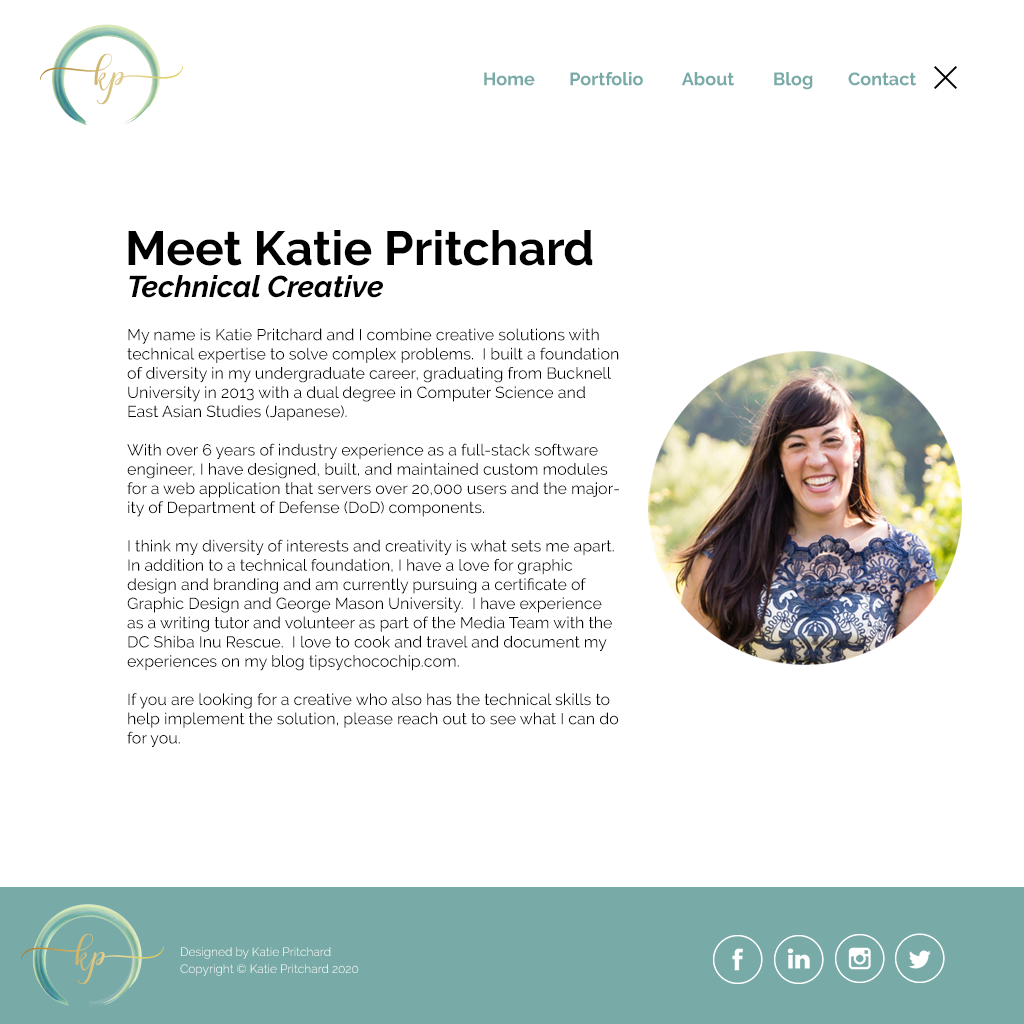 kp
Home Portfolio About Blog Contact
Meet Katie Pritchard
Technical Creative
My name is Katie Pritchard and I combine creative solutions with
technical expertise to solve complex problems.  I built a foundation
of diversity in my undergraduate career, graduating from Bucknell
University in 2013 with a dual degree in Computer Science and
East Asian Studies (Japanese).
With over 6 years of industry experience as a full-stack software
engineer, I have designed, built, and maintained custom modules
for a web application that servers over 20,000 users and the major-
ity of Department of Defense (DoD) components.
I think my diversity of interests and creativity is what sets me apart.
In addition to a technical foundation, I have a love for graphic
design and branding and am currently pursuing a certificate of
Graphic Design and George Mason University.  I have experience
as a writing tutor and volunteer as part of the Media Team with the
DC Shiba Inu Rescue.  I love to cook and travel and document my
experiences on my blog tipsychocochip.com.
If you are looking for a creative who also has the technical skills to
help implement the solution, please reach out to see what I can do
for you.
kp
Designed by Katie Pritchard
Copyright © Katie Pritchard 2020
f in